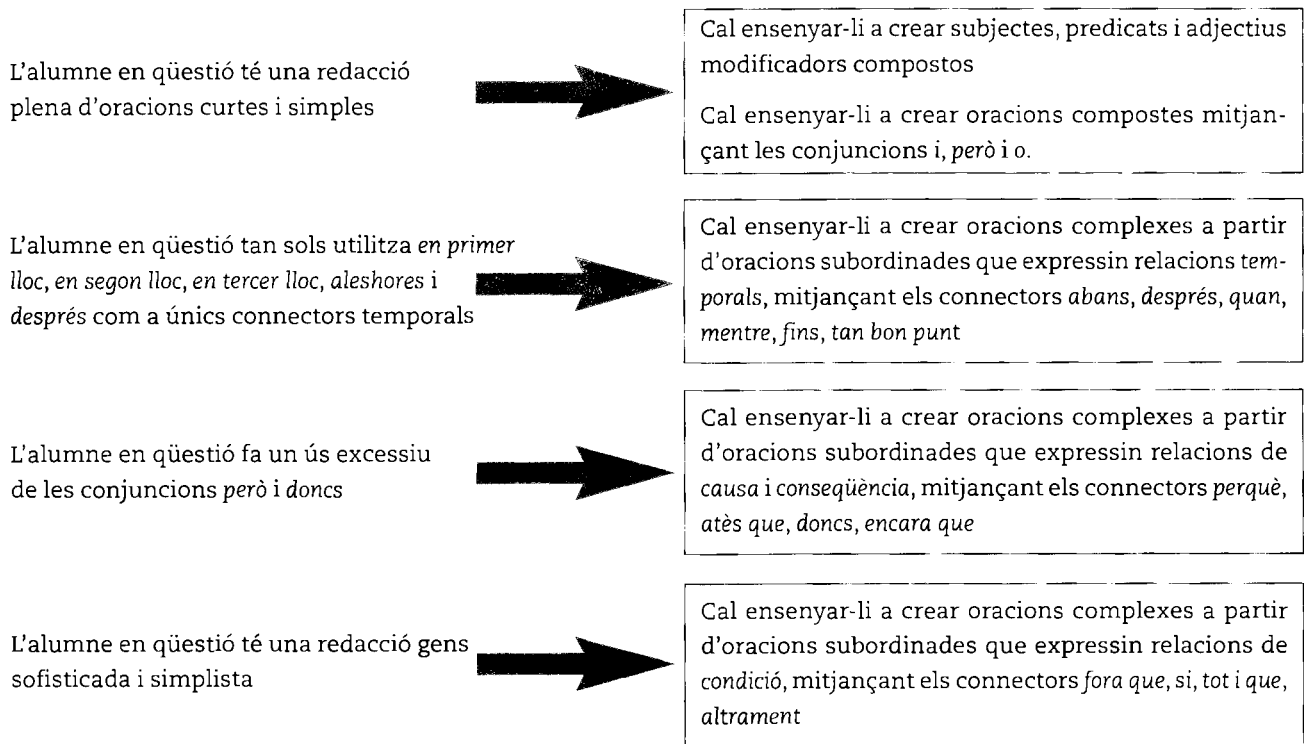 L'alumne en qüestió té una redacció
plena d'oracions curtes i simples
Cal ensenyar-li a crear subjectes, predicats i adjectius
modificadors compostos
Cal ensenyar-li a crear oracions compostes mitjan-
çant les conjuncions i, però i o.
L'alumne en qüestió tan sols utilitza en primer
lloc, en segon lloc, en tercer lloc, aleshores i
després com a únics connectors temporals
Cal ensenyar-li a crear oracions complexes a partir
d'oracions subordinades que expressin relacions tem-
porals, mitjançant els connectors abans, després, quan,
mentre, fins, tan bon punt
L'alumne en qüestió fa un ús excessiu
de les conjuncions però i doncs
Cal ensenyar-li a crear oracions complexes a partir
d'oracions subordinades que expressin relacions de
causa i conseqüència, mitjançant els connectors perquè,
atès que, doncs, encara que
L'alumne en qüestió té una redacció gens
sofisticada i simplista
Cal ensenyar-li a crear oracions complexes a partir
d'oracions subordinades que expressin relacions de
condició, mitjançant els connectors fora que, si, tot i que,
altrament